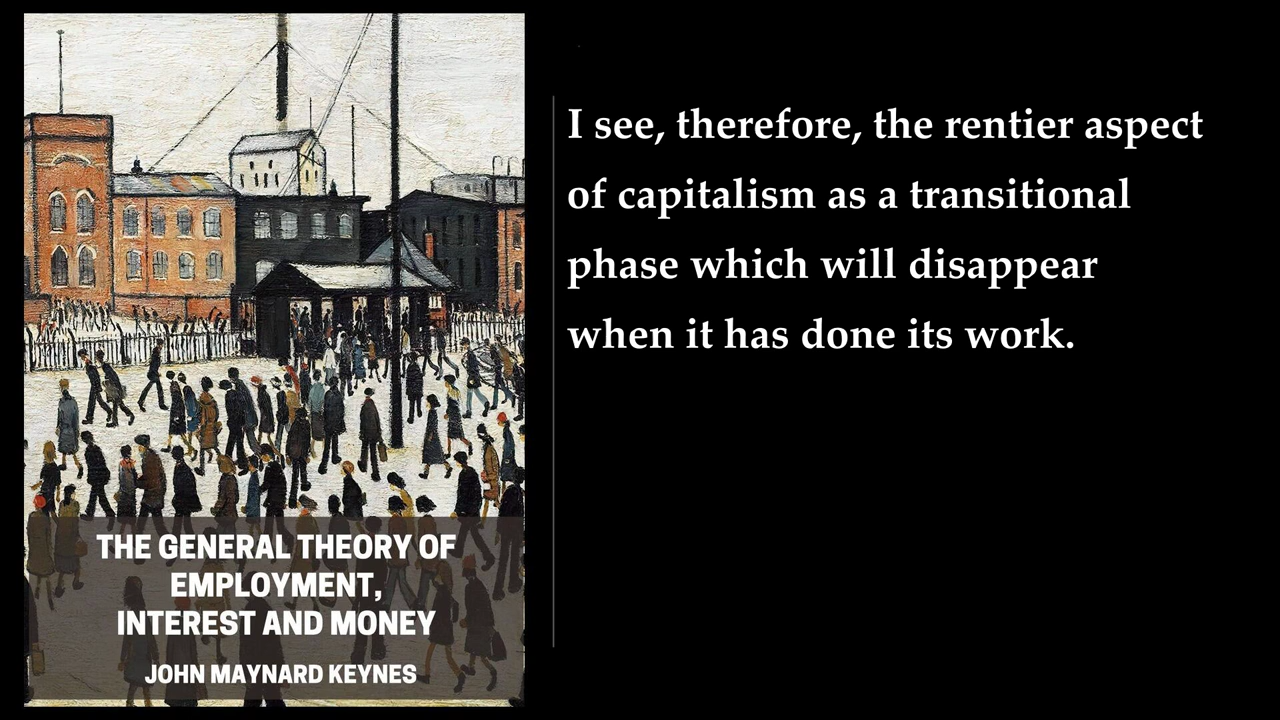 THE GENERAL THEORY OF
EMPLOYMENT,
INTEREST AND MONEY
JOHN MAYNARD KEYNES
I see, therefore, the rentier aspect
of capitalism as a transitional
phase which will disappear
when it has done its work.